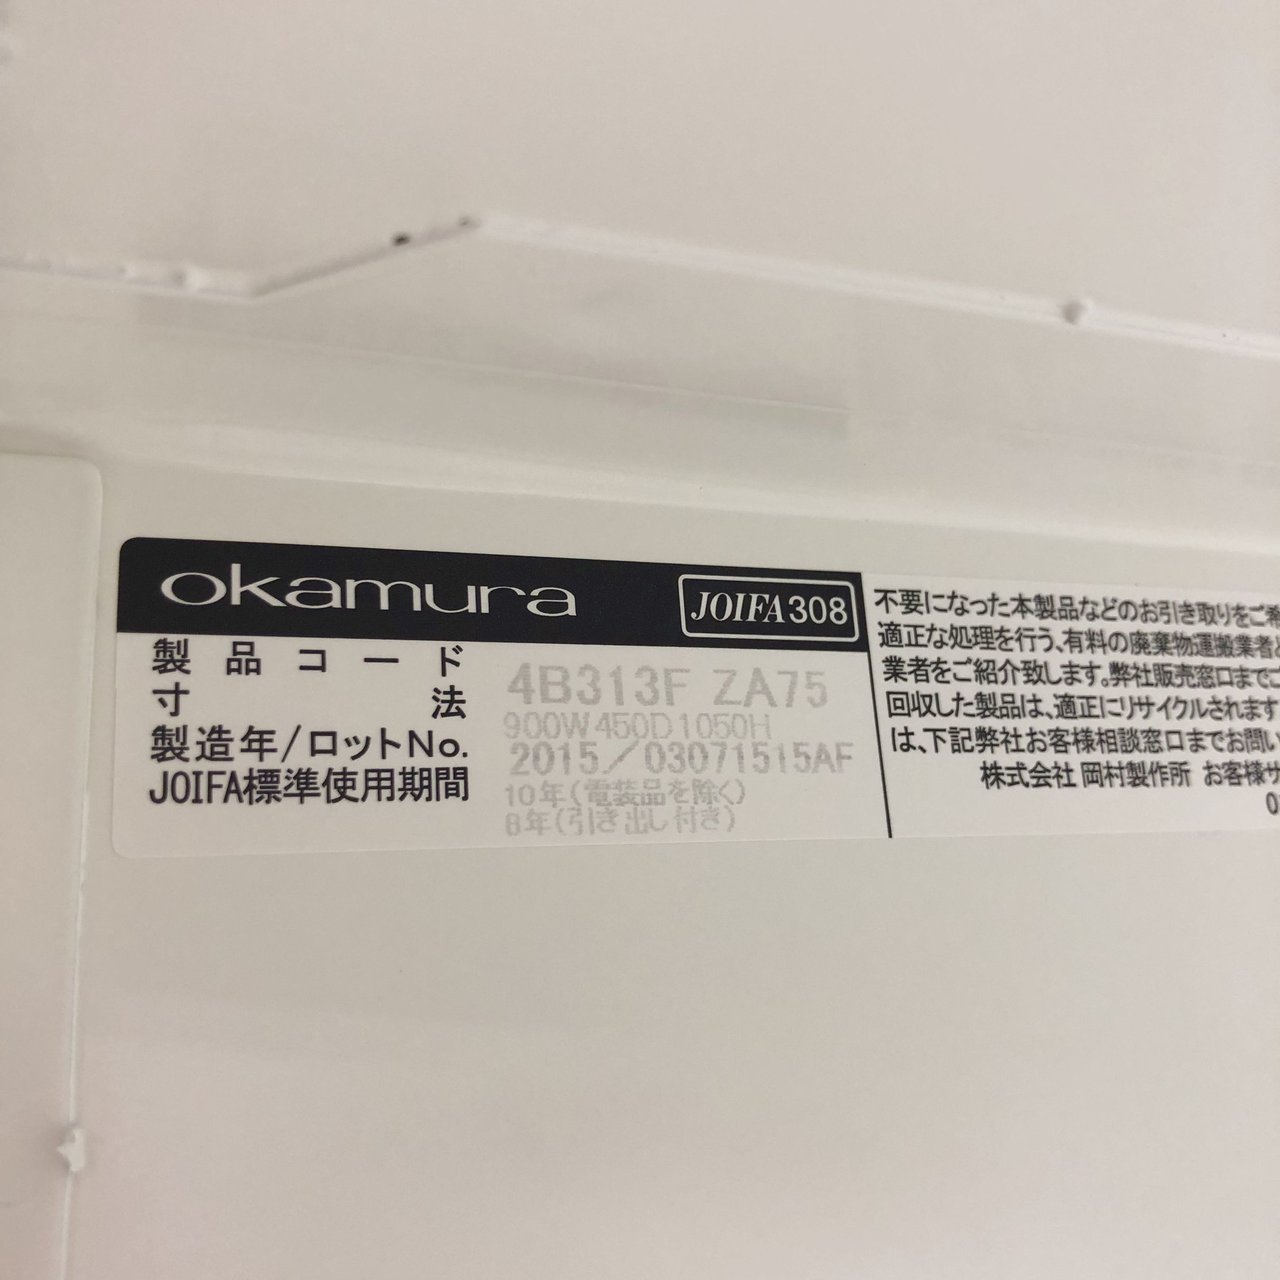 okamura JOIFA308
製品コード 4B313F ZA75
寸法 900W450D1050H
製造年/ロットNo. 2015/03071515AF
JOIFA標準使用期間 10年(電装品を除く)
8年(引き出し付き)
不要になった本製品などのお引き取りをご希
適正な処理を行う、有料の廃棄物運搬業者と
業者をご紹介致します。弊社販売窓口までご
回収した製品は、適正にリサイクルされます
は、下記弊社お客様相談窓口までお問い
株式会社 岡村製作所 お客様サ
0